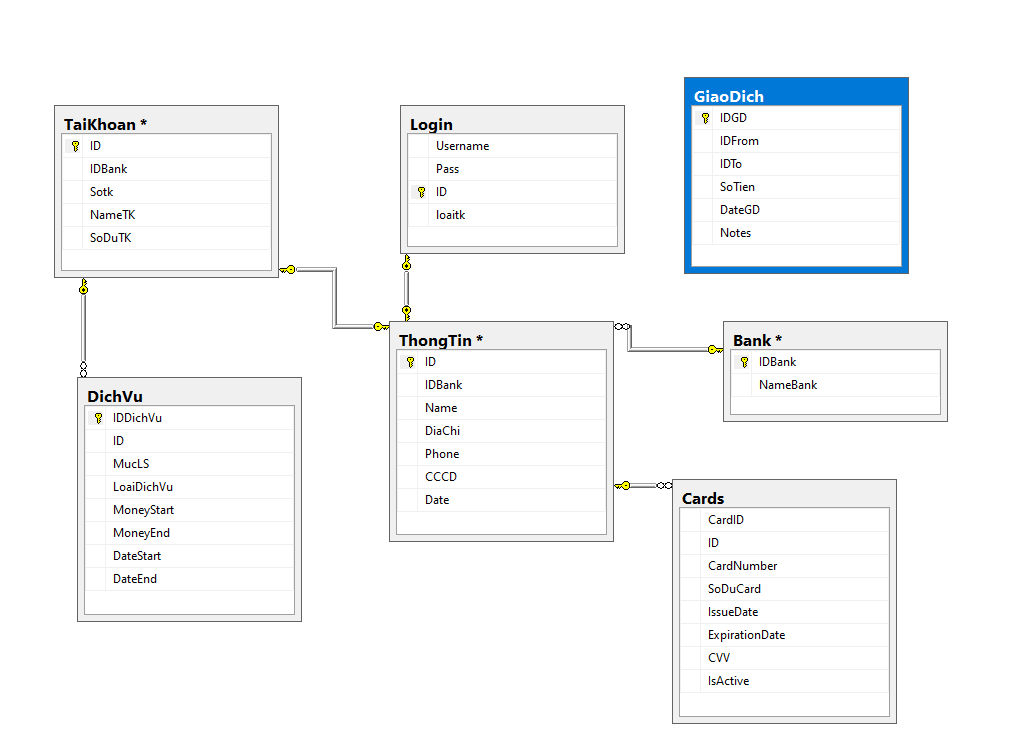 TaiKhoan *
ID
IDBank
Sotk
NameTK
SoDuTK
Login
Username
Pass
ID
loaitk
GiaoDich
IDGD
IDFrom
IDTo
SoTien
DateGD
Notes
DichVu
IDDichVu
ID
MucLS
LoaiDichVu
MoneyStart
MoneyEnd
DateStart
DateEnd
ThongTin *
ID
IDBank
Name
DiaChi
Phone
CCCD
Date
Bank *
IDBank
NameBank
Cards
CardID
ID
CardNumber
SoDuCard
IssueDate
ExpirationDate
CVV
IsActive